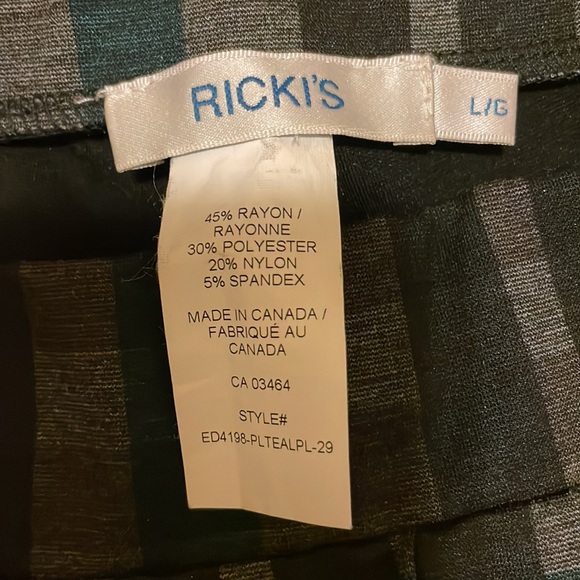 RICKI'S
L/G
45% RAYON /
RAYONNE
30% POLYESTER
20% NYLON
5% SPANDEX
MADE IN CANADA /
FABRIQUÉ AU
CANADA
CA 03464
STYLE#
ED4198-PLTEALPL-29